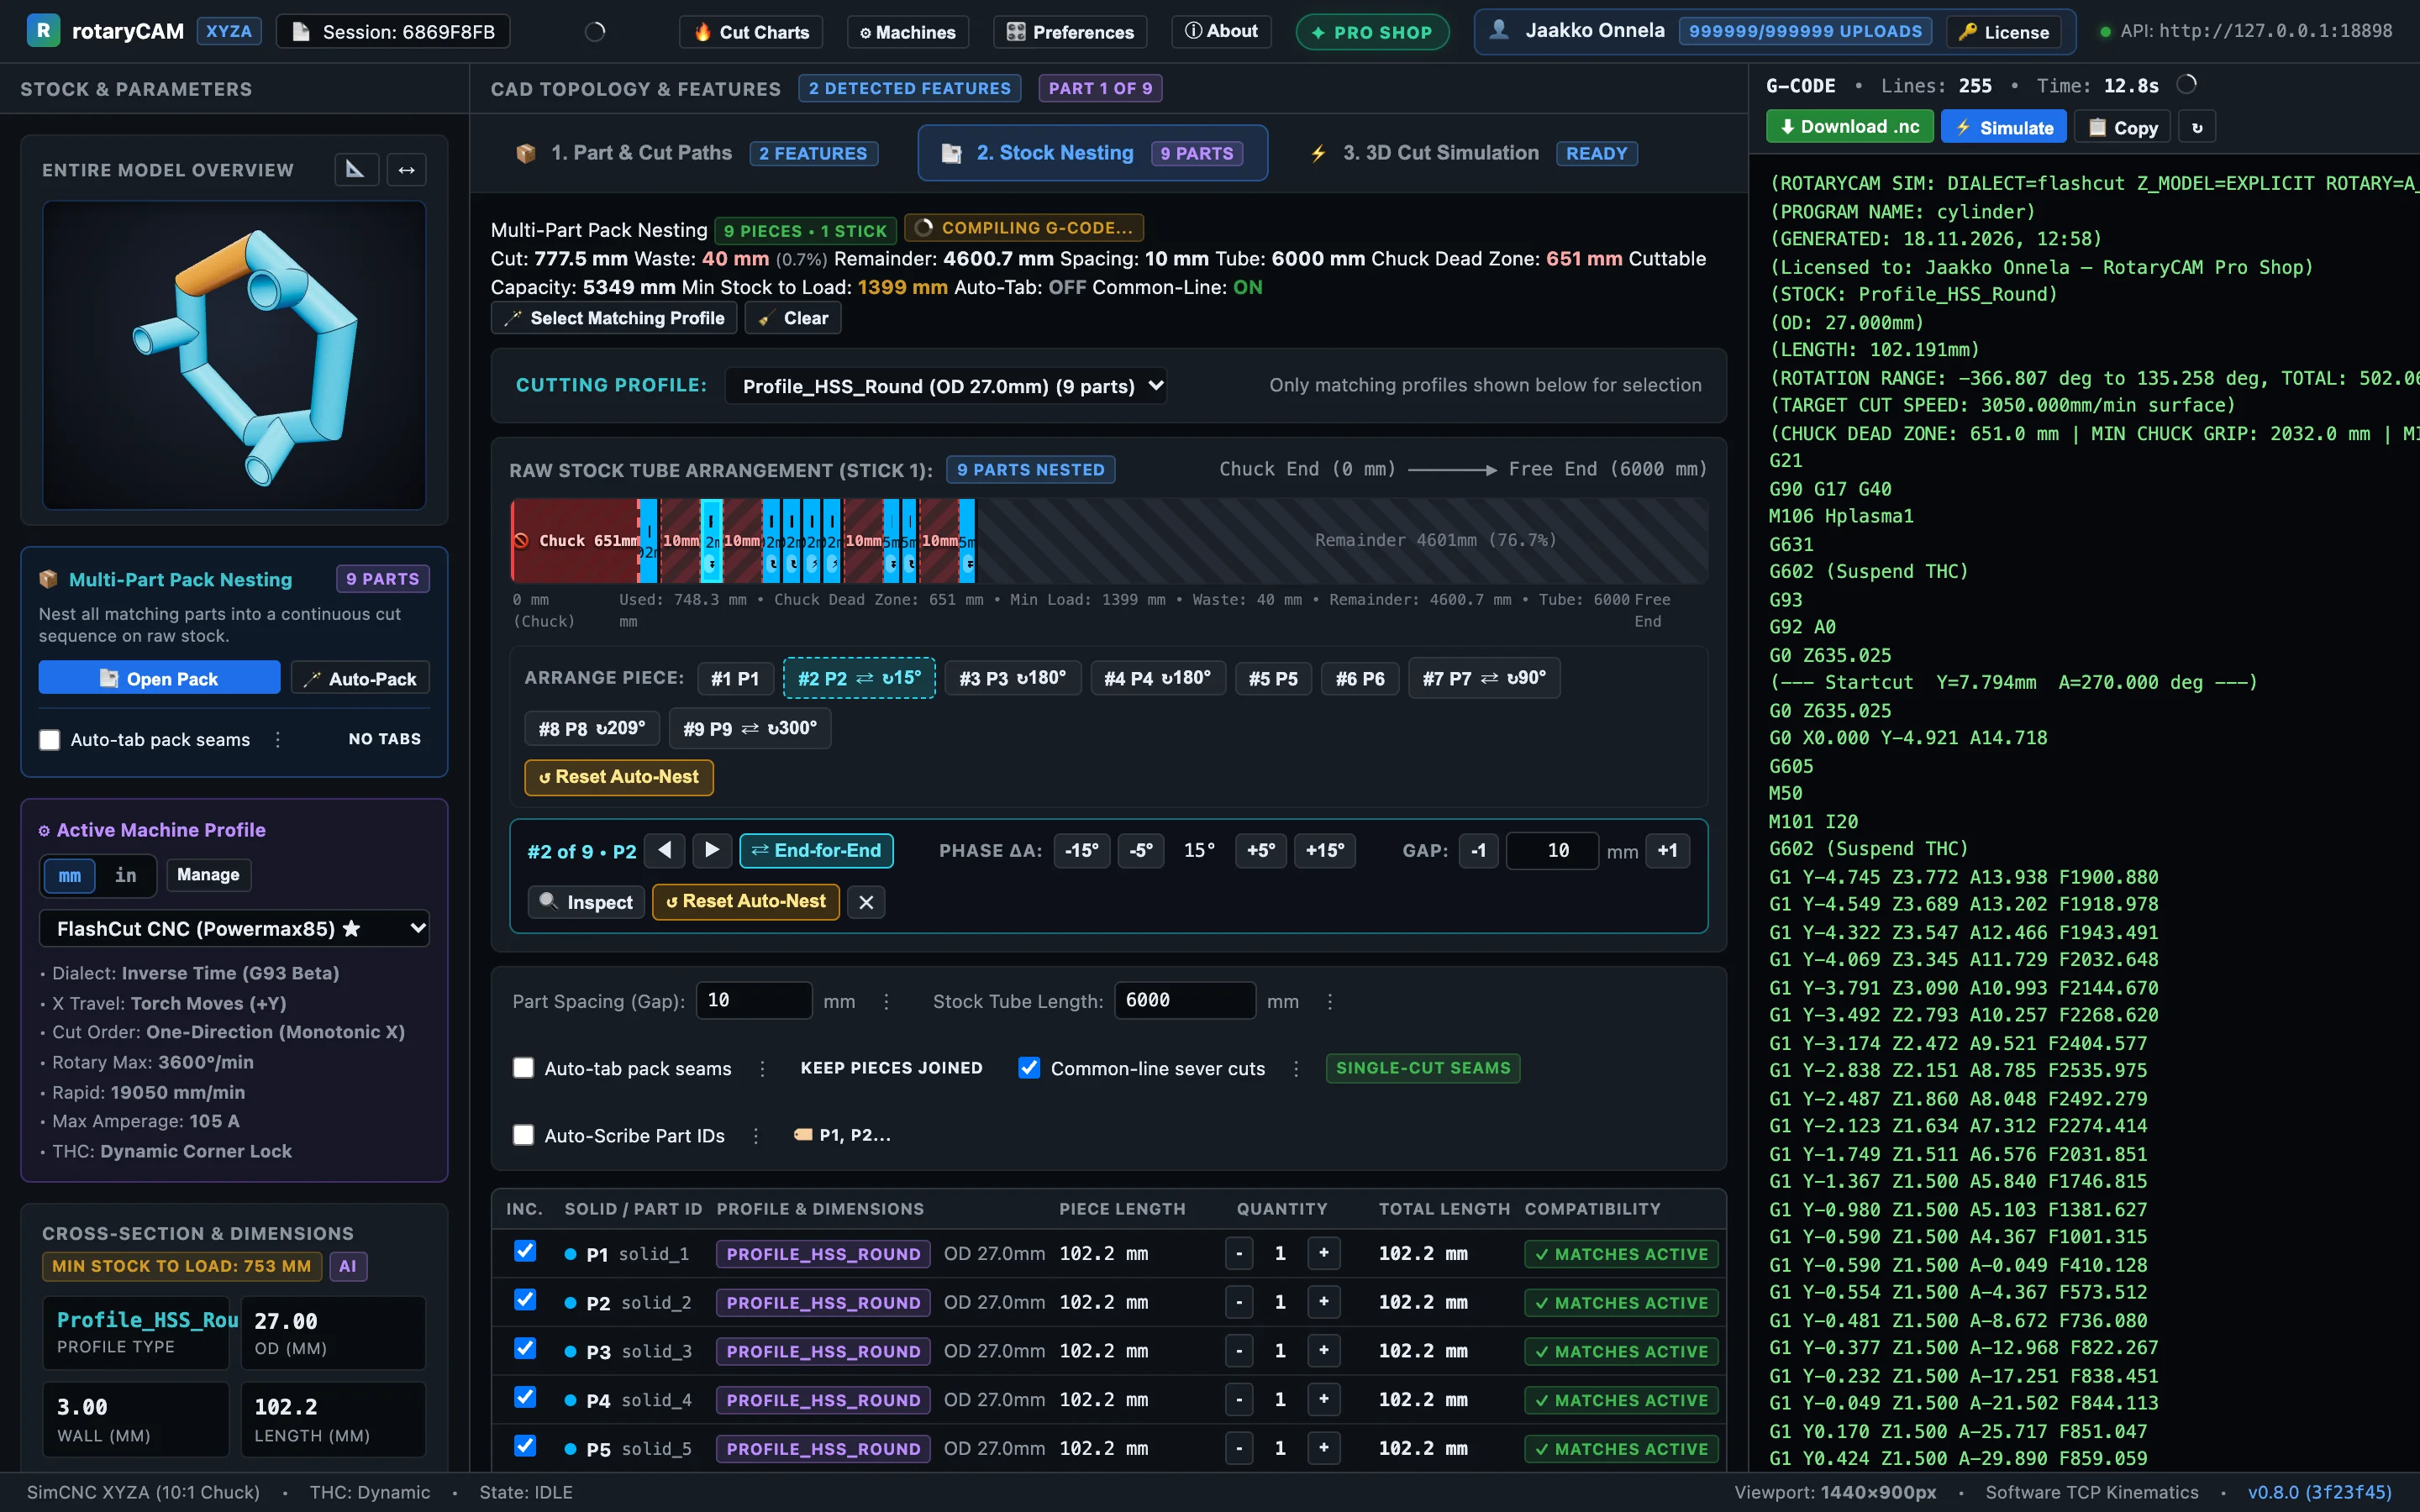 R rotaryCAM XYZA Session: 6869F8FB Cut Charts Machines Preferences About PRO SHOP Jaakko Onnela 999999/999999 UPLOADS License API: http://127.0.0.1:18898
STOCK & PARAMETERS
ENTIRE MODEL OVERVIEW
Multi-Part Pack Nesting 9 PARTS
Nest all matching parts into a continuous cut
sequence on raw stock.
Open Pack Auto-Pack
Auto-tab pack seams NO TABS
Active Machine Profile
mm in Manage
FlashCut CNC (Powermax85) ★
• Dialect: Inverse Time (G93 Beta)
• X Travel: Torch Moves (+Y)
• Cut Order: One-Direction (Monotonic X)
• Rotary Max: 3600°/min
• Rapid: 19050 mm/min
• Max Amperage: 105 A
• THC: Dynamic Corner Lock
CROSS-SECTION & DIMENSIONS
MIN STOCK TO LOAD: 753 MM AI
Profile_HSS_Rou 27.00
PROFILE TYPE OD (MM)
3.00 102.2
WALL (MM) LENGTH (MM)
CAD TOPOLOGY & FEATURES 2 DETECTED FEATURES PART 1 OF 9
1. Part & Cut Paths 2 FEATURES 2. Stock Nesting 9 PARTS 3. 3D Cut Simulation READY
Multi-Part Pack Nesting 9 PIECES • 1 STICK COMPILING G-CODE...
Cut: 777.5 mm Waste: 40 mm (0.7%) Remainder: 4600.7 mm Spacing: 10 mm Tube: 6000 mm Chuck Dead Zone: 651 mm Cuttable
Capacity: 5349 mm Min Stock to Load: 1399 mm Auto-Tab: OFF Common-Line: ON
Select Matching Profile Clear
CUTTING PROFILE: Profile_HSS_Round (OD 27.0mm) (9 parts) Only matching profiles shown below for selection
RAW STOCK TUBE ARRANGEMENT (STICK 1): 9 PARTS NESTED Chuck End (0 mm) Free End (6000 mm)
Chuck 651mm 10mm 10mm 10mm 10mm Remainder 4601mm (76.7%)
0 mm Used: 748.3 mm • Chuck Dead Zone: 651 mm • Min Load: 1399 mm • Waste: 40 mm • Remainder: 4600.7 mm • Tube: 6000 Free
(Chuck) mm End
ARRANGE PIECE: #1 P1 #2 P2 ⇄ ↻15° #3 P3 ↻180° #4 P4 ↻180° #5 P5 #6 P6 #7 P7 ⇄ ↻90°
#8 P8 ↻209° #9 P9 ⇄ ↻300°
↺ Reset Auto-Nest
#2 of 9 • P2 ◀ ▶ ⇄ End-for-End PHASE ΔA: -15° -5° 15° +5° +15° GAP: -1 10 mm +1
Inspect ↺ Reset Auto-Nest ✕
Part Spacing (Gap): 10 mm Stock Tube Length: 6000 mm
Auto-tab pack seams KEEP PIECES JOINED Common-line sever cuts SINGLE-CUT SEAMS
Auto-Scribe Part IDs P1, P2...
INC. SOLID / PART ID PROFILE & DIMENSIONS PIECE LENGTH QUANTITY TOTAL LENGTH COMPATIBILITY
P1 solid_1 PROFILE_HSS_ROUND OD 27.0mm 102.2 mm - 1 + 102.2 mm ✓ MATCHES ACTIVE
P2 solid_2 PROFILE_HSS_ROUND OD 27.0mm 102.2 mm - 1 + 102.2 mm ✓ MATCHES ACTIVE
P3 solid_3 PROFILE_HSS_ROUND OD 27.0mm 102.2 mm - 1 + 102.2 mm ✓ MATCHES ACTIVE
P4 solid_4 PROFILE_HSS_ROUND OD 27.0mm 102.2 mm - 1 + 102.2 mm ✓ MATCHES ACTIVE
P5 solid_5 PROFILE_HSS_ROUND OD 27.0mm 102.2 mm - 1 + 102.2 mm ✓ MATCHES ACTIVE
G-CODE • Lines: 255 • Time: 12.8s
Download .nc Simulate Copy ↻
(ROTARYCAM SIM: DIALECT=flashcut Z_MODEL=EXPLICIT ROTARY=A_
(PROGRAM NAME: cylinder)
(GENERATED: 18.11.2026, 12:58)
(Licensed to: Jaakko Onnela — RotaryCAM Pro Shop)
(STOCK: Profile_HSS_Round)
(OD: 27.000mm)
(LENGTH: 102.191mm)
(ROTATION RANGE: -366.807 deg to 135.258 deg, TOTAL: 502.06
(TARGET CUT SPEED: 3050.000mm/min surface)
(CHUCK DEAD ZONE: 651.0 mm | MIN CHUCK GRIP: 2032.0 mm | MI
G21
G90 G17 G40
M106 Hplasma1
G631
G602 (Suspend THC)
G93
G92 A0
G0 Z635.025
(--- Startcut Y=7.794mm A=270.000 deg ---)
G0 Z635.025
G0 X0.000 Y-4.921 A14.718
G605
M50
M101 I20
G602 (Suspend THC)
G1 Y-4.745 Z3.772 A13.938 F1900.880
G1 Y-4.549 Z3.689 A13.202 F1918.978
G1 Y-4.322 Z3.547 A12.466 F1943.491
G1 Y-4.069 Z3.345 A11.729 F2032.648
G1 Y-3.791 Z3.090 A10.993 F2144.670
G1 Y-3.492 Z2.793 A10.257 F2268.620
G1 Y-3.174 Z2.472 A9.521 F2404.577
G1 Y-2.838 Z2.151 A8.785 F2535.975
G1 Y-2.487 Z1.860 A8.048 F2492.279
G1 Y-2.123 Z1.634 A7.312 F2274.414
G1 Y-1.749 Z1.511 A6.576 F2031.851
G1 Y-1.367 Z1.500 A5.840 F1746.815
G1 Y-0.980 Z1.500 A5.103 F1381.627
G1 Y-0.590 Z1.500 A4.367 F1001.315
G1 Y-0.590 Z1.500 A-0.049 F410.128
G1 Y-0.554 Z1.500 A-4.367 F573.512
G1 Y-0.481 Z1.500 A-8.672 F736.080
G1 Y-0.377 Z1.500 A-12.968 F822.267
G1 Y-0.232 Z1.500 A-17.251 F838.451
G1 Y-0.049 Z1.500 A-21.502 F844.113
G1 Y0.170 Z1.500 A-25.717 F851.047
G1 Y0.424 Z1.500 A-29.890 F859.059
SimCNC XYZA (10:1 Chuck) • THC: Dynamic • State: IDLE Viewport: 1440×900px • Software TCP Kinematics • v0.8.0 (3f23f45)